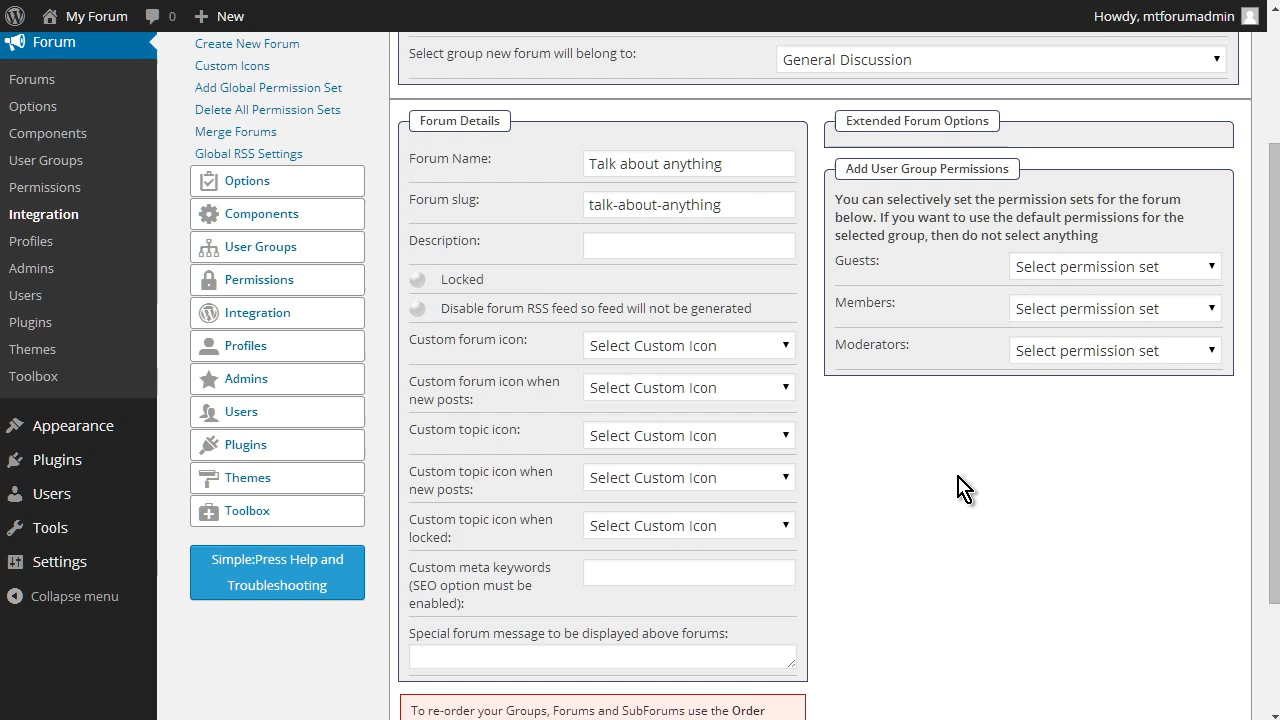 My Forum
0
New
Howdy, mtforumadmin
Forum
Forums
Options
Components
User Groups
Permissions
Integration
Profiles
Admins
Users
Plugins
Themes
Toolbox
Appearance
Plugins
Users
Tools
Settings
Collapse menu
Create New Forum
Custom Icons
Add Global Permission Set
Delete All Permission Sets
Merge Forums
Global RSS Settings
Options
Components
User Groups
Permissions
Integration
Profiles
Admins
Users
Plugins
Themes
Toolbox
Simple:Press Help and
Troubleshooting
Select group new forum will belong to:
General Discussion
Forum Details
Forum Name:
Talk about anything
Forum slug:
talk-about-anything
Description:
Locked
Disable forum RSS feed so feed will not be generated
Custom forum icon:
Select Custom Icon
Custom forum icon when
new posts:
Select Custom Icon
Custom topic icon:
Select Custom Icon
Custom topic icon when
new posts:
Select Custom Icon
Custom topic icon when
locked:
Select Custom Icon
Custom meta keywords
(SEO option must be
enabled):
Special forum message to be displayed above forums:
To re-order your Groups, Forums and SubForums use the Order
Extended Forum Options
Add User Group Permissions
You can selectively set the permission sets for the forum
below. If you want to use the default permissions for the
selected group, then do not select anything
Guests:
Select permission set
Members:
Select permission set
Moderators:
Select permission set